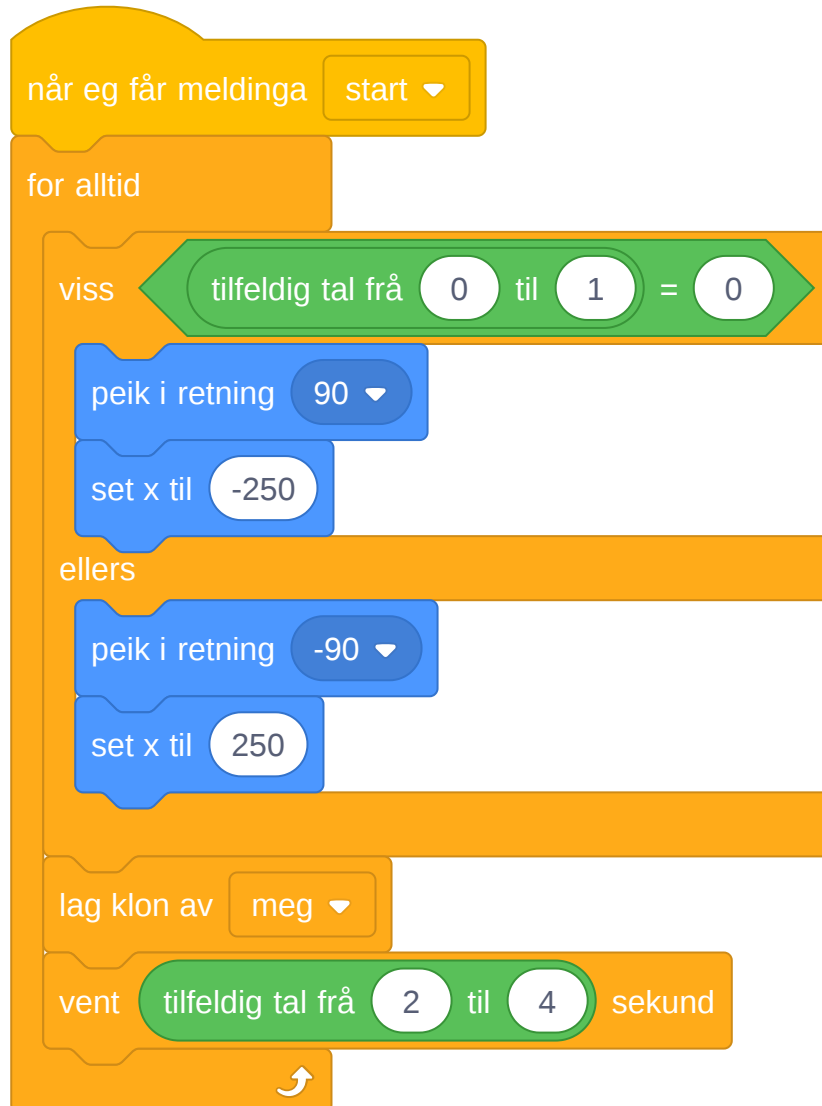 når eg får meldinga start
for alltid
viss tilfeldig tal frå 0 til 1 = 0
peik i retning 90
set x til -250
ellers
peik i retning -90
set x til 250
lag klon av meg
vent tilfeldig tal frå 2 til 4 sekund